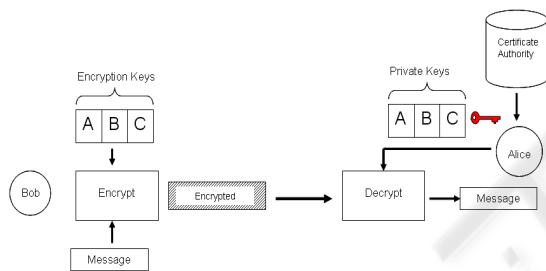 Certificate
Authority
Encryption Keys
Private Keys
A B C
A B C
Alice
Bob
Encrypt
Encrypted
Decrypt
Message
Message